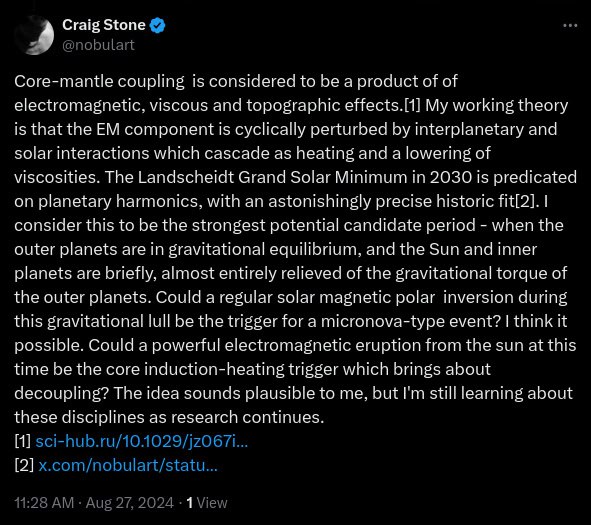 Craig Stone
@nobulart
Core-mantle coupling  is considered to be a product of of
electromagnetic, viscous and topographic effects.[1] My working theory
is that the EM component is cyclically perturbed by interplanetary and
solar interactions which cascade as heating and a lowering of
viscosities. The Landscheidt Grand Solar Minimum in 2030 is predicated
on planetary harmonics, with an astonishingly precise historic fit[2]. I
consider this to be the strongest potential candidate period - when the
outer planets are in gravitational equilibrium, and the Sun and inner
planets are briefly, almost entirely relieved of the gravitational torque of
the outer planets. Could a regular solar magnetic polar  inversion during
this gravitational lull be the trigger for a micronova-type event? I think it
possible. Could a powerful electromagnetic eruption from the sun at this
time be the core induction-heating trigger which brings about
decoupling? The idea sounds plausible to me, but I'm still learning about
these disciplines as research continues.
[1] sci-hub.ru/10.1029/jz067i...
[2] x.com/nobulart/statu...
11:28 AM · Aug 27, 2024 · 1 View